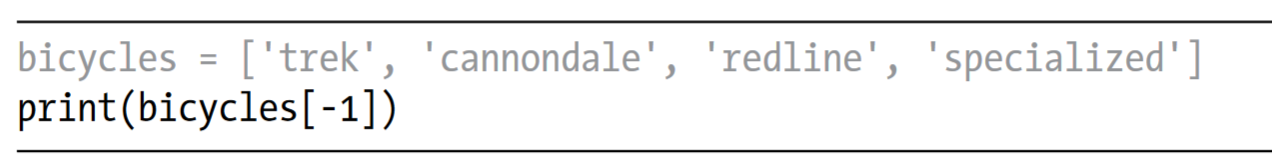 bicycles = ['trek', 'cannondale', 'redline', 'specialized']
print(bicycles[-1])